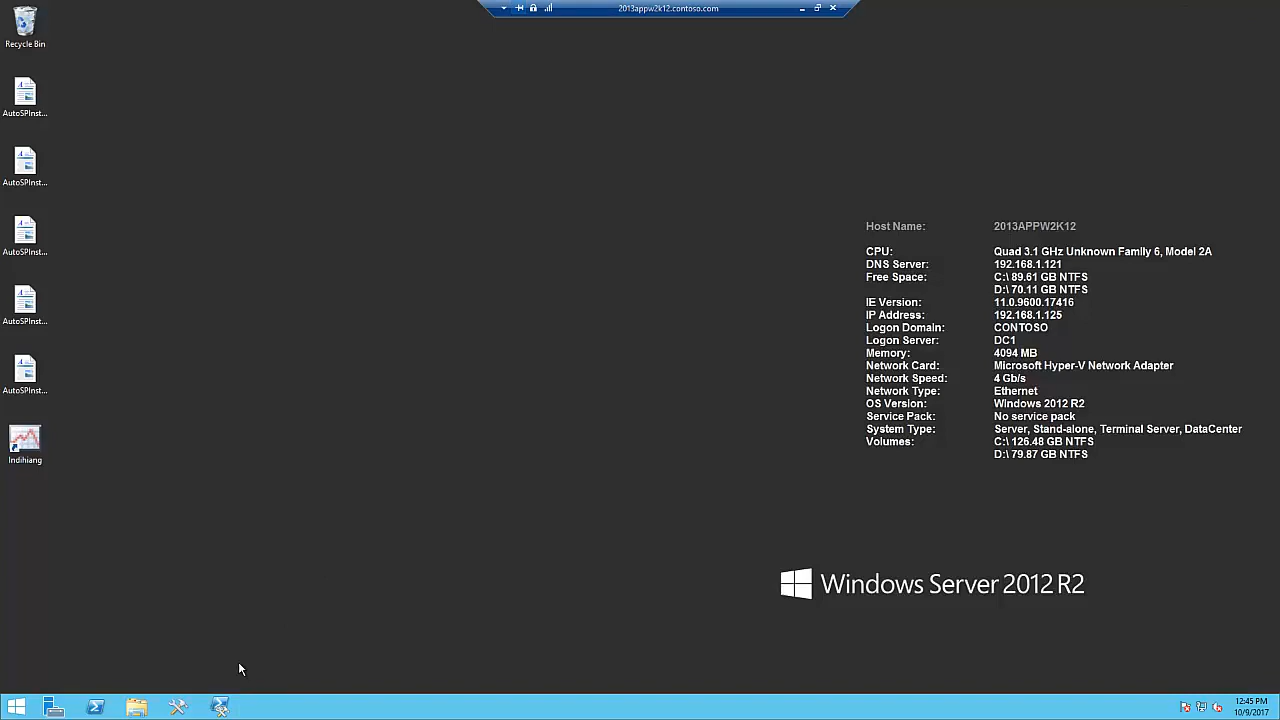 2013appw2k12.contoso.com
Recycle Bin
AutoSPInst...
AutoSPInst...
AutoSPInst...
AutoSPInst...
AutoSPInst...
Indihiang
Host Name: 2013APPW2K12
CPU: Quad 3.1 GHz Unknown Family 6, Model 2A
DNS Server: 192.168.1.121
Free Space: C:\ 89.61 GB NTFS
D:\ 70.11 GB NTFS
IE Version: 11.0.9600.17416
IP Address: 192.168.1.125
Logon Domain: CONTOSO
Logon Server: DC1
Memory: 4094 MB
Network Card: Microsoft Hyper-V Network Adapter
Network Speed: 4 Gb/s
Network Type: Ethernet
OS Version: Windows 2012 R2
Service Pack: No service pack
System Type: Server, Stand-alone, Terminal Server, DataCenter
Volumes: C:\ 126.48 GB NTFS
D:\ 79.87 GB NTFS
Windows Server 2012 R2
12:45 PM
10/9/2017